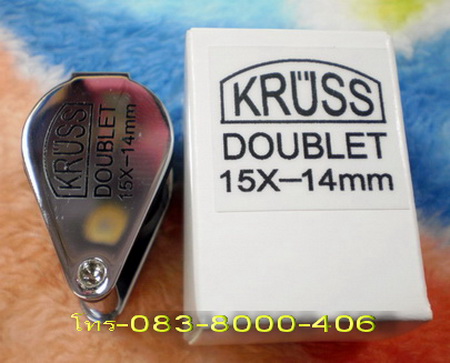 KRÜSS
DOUBLET
15X-14mm
KRÜSS
DOUBLET
15X-14mm
โทร-083-8000-406